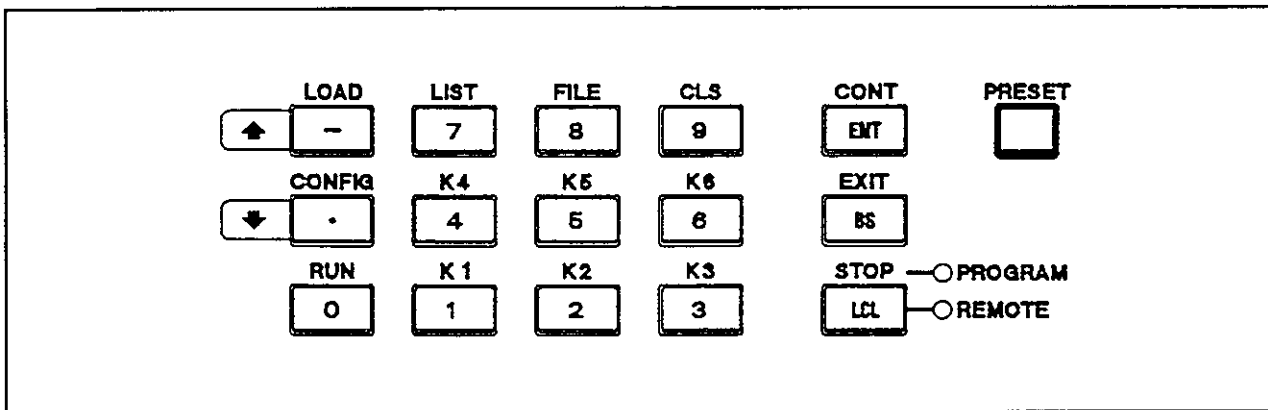 LOAD LIST FILE CLS CONT PRESET
- 7 8 9 ENT
CONFIG K4 K5 K6 EXIT
. 4 5 6 BS
RUN K1 K2 K3 STOP PROGRAM
0 1 2 3 LCL REMOTE